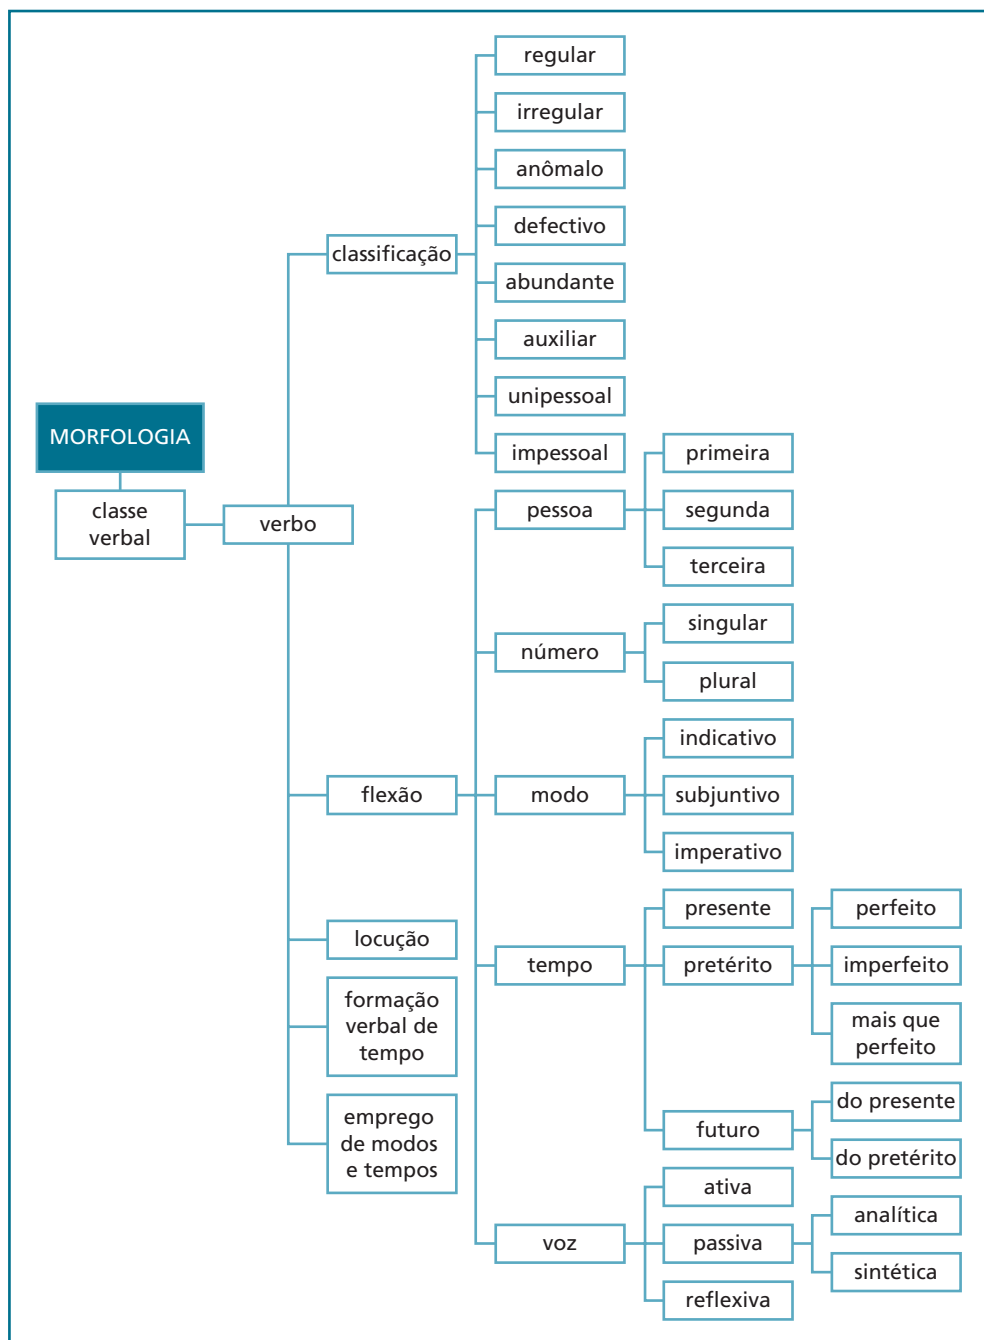 MORFOLOGIA
classe
verbal
verbo
classificação
regular
irregular
anômalo
defectivo
abundante
auxiliar
unipessoal
impessoal
flexão
pessoa
primeira
segunda
terceira
número
singular
plural
modo
indicativo
subjuntivo
imperativo
tempo
presente
pretérito
perfeito
imperfeito
mais que
perfeito
futuro
do presente
do pretérito
voz
ativa
passiva
analítica
sintética
reflexiva
locução
formação
verbal de
tempo
emprego
de modos
e tempos